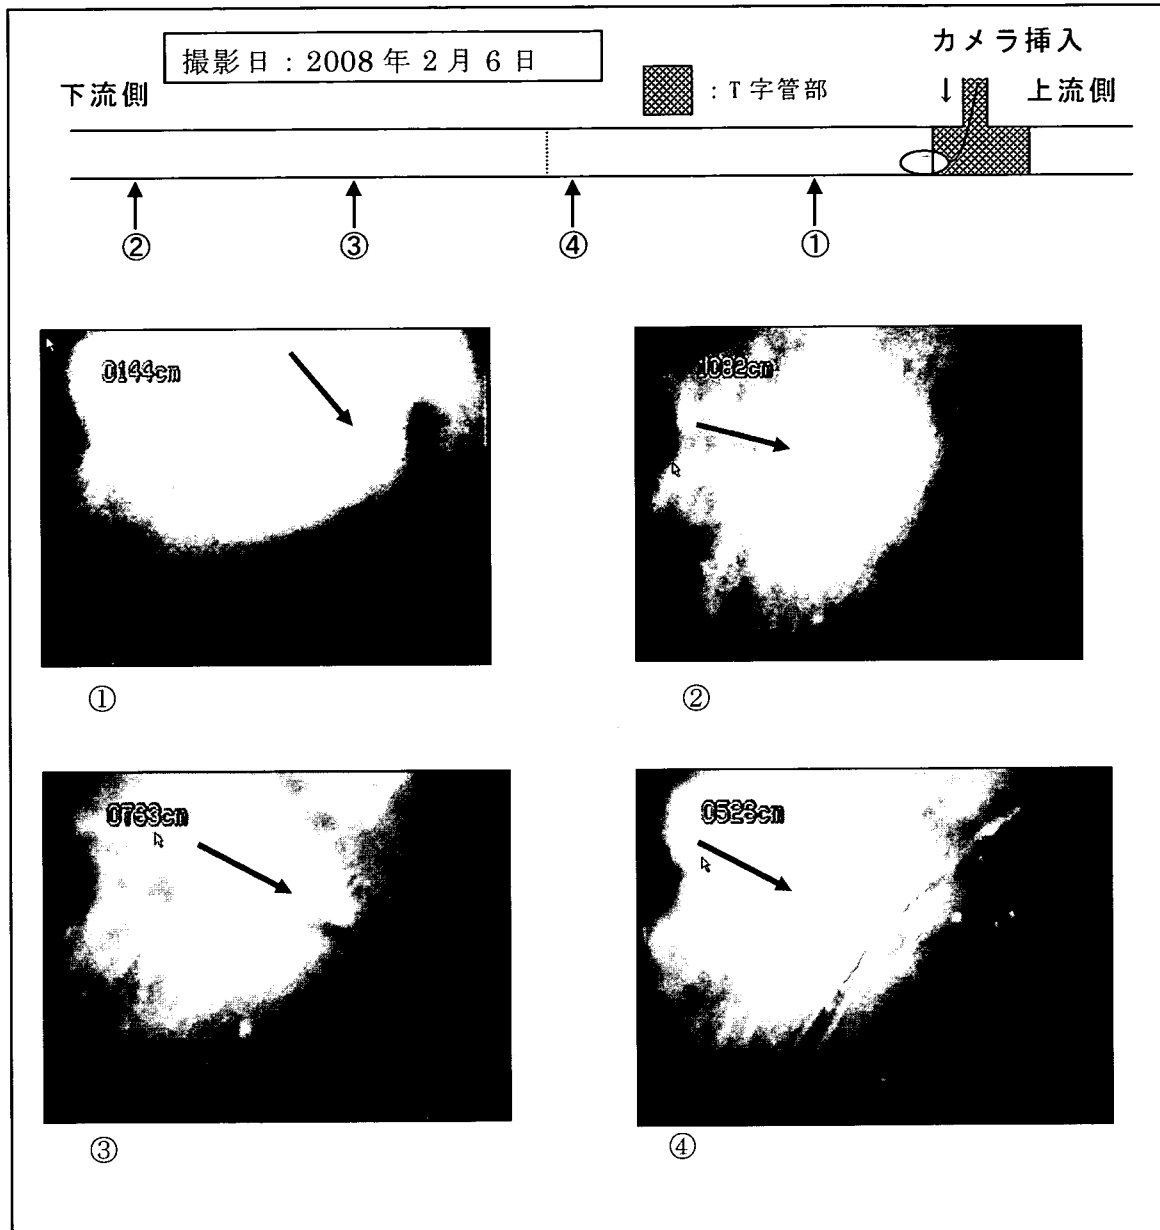 撮影日：2008年2月6日
カメラ挿入
下流側
：T字管部
↓
上流側
② ③ ④ ①
0144cm
1082cm
① ②
0763cm
0523cm
③ ④